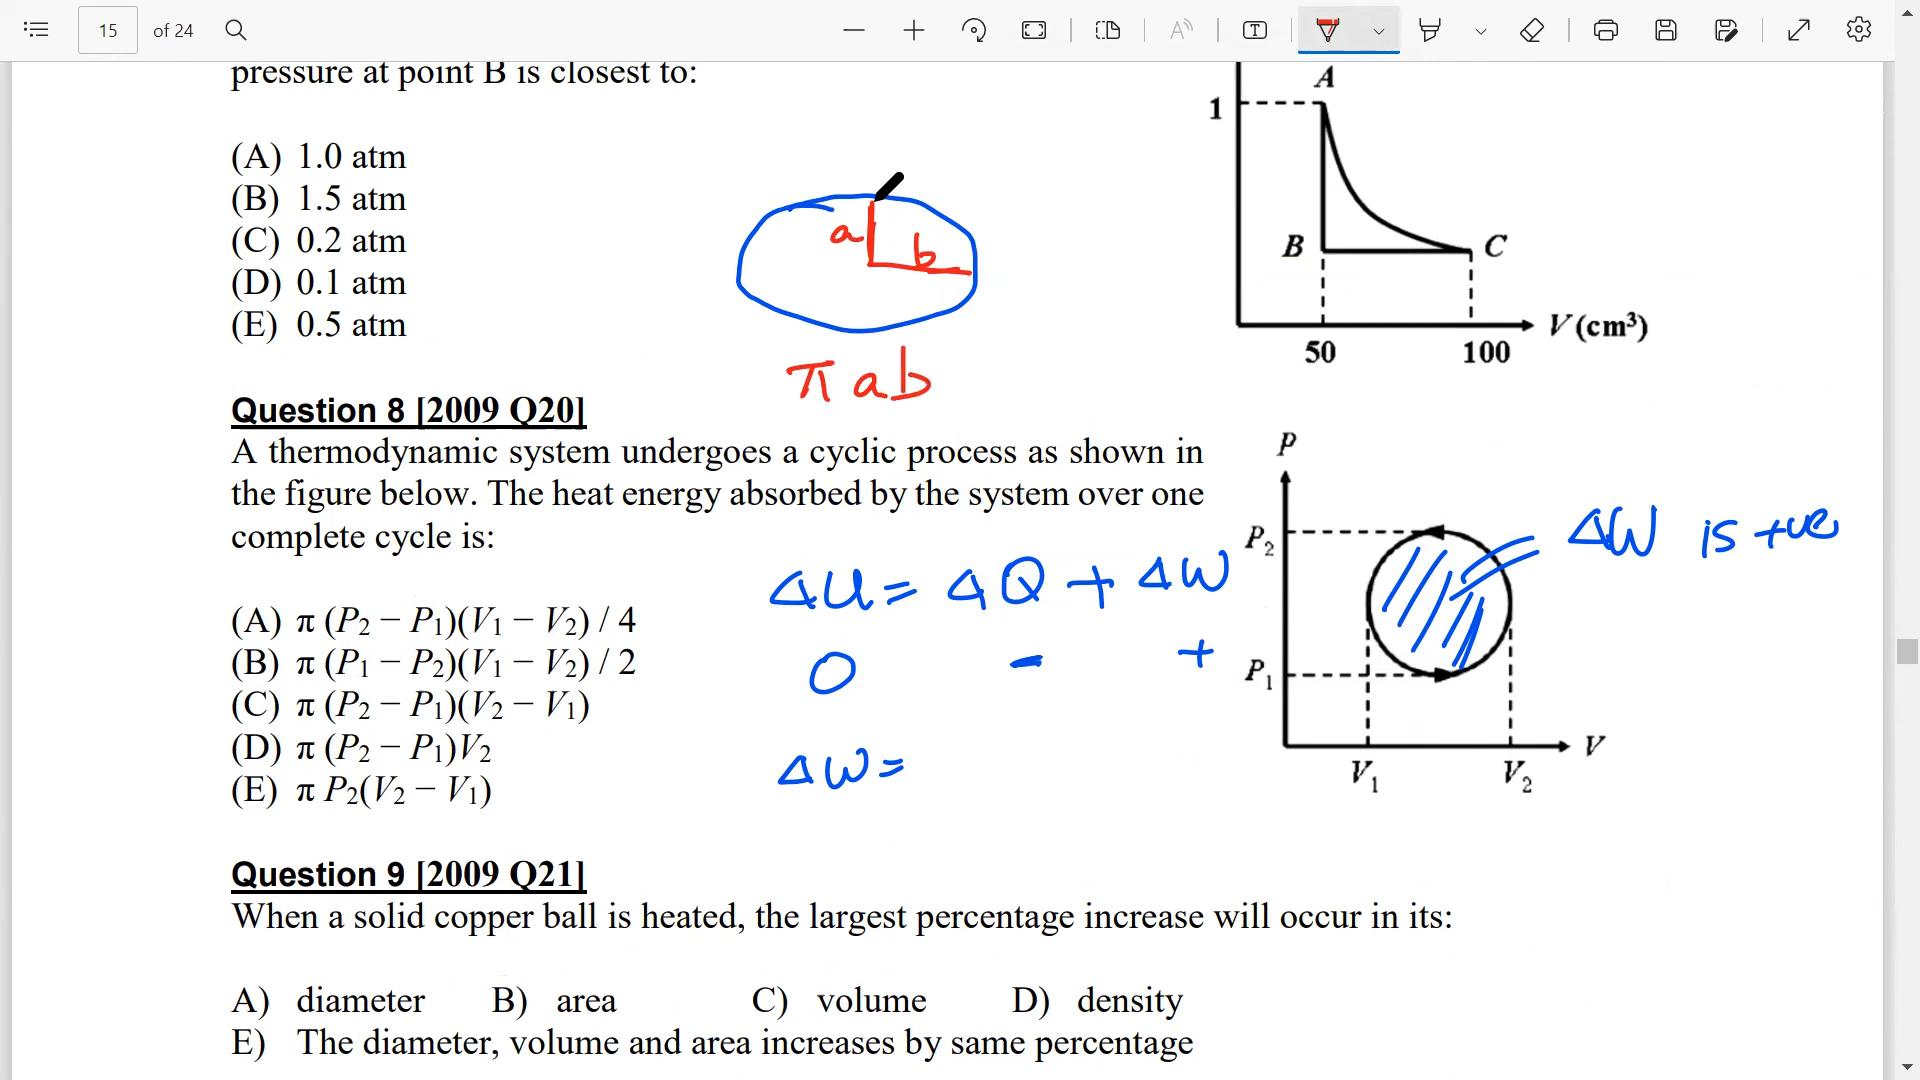 15 of 24
pressure at point B is closest to:
(A) 1.0 atm
(B) 1.5 atm
(C) 0.2 atm
(D) 0.1 atm
(E) 0.5 atm
A
1
B
C
V (cm³)
50
100
a
b
π a b
Question 8 [2009 Q20]
A thermodynamic system undergoes a cyclic process as shown in
the figure below. The heat energy absorbed by the system over one
complete cycle is:
(A) π (P₂ − P₁)(V₁ − V₂) / 4
(B) π (P₁ − P₂)(V₁ − V₂) / 2
(C) π (P₂ − P₁)(V₂ − V₁)
(D) π (P₂ − P₁)V₂
(E) π P₂(V₂ − V₁)
ΔU = ΔQ + ΔW
0 - +
ΔW =
P
P₂
P₁
V₁
V₂
V
ΔW is +ve
Question 9 [2009 Q21]
When a solid copper ball is heated, the largest percentage increase will occur in its:
A) diameter B) area C) volume D) density
E) The diameter, volume and area increases by same percentage